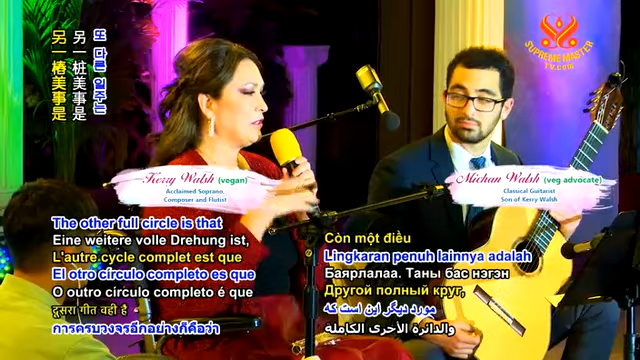 另一樁美事是
另一桩美事是
또 다른 일주는
SUPREME MASTER
TV.com
Kerry Walsh (vegan)
Acclaimed Soprano,
Composer and Flutist
Michan Walsh (veg advocate)
Classical Guitarist
Son of Kerry Walsh
The other full circle is that
Eine weitere volle Drehung ist,
L'autre cycle complet est que
El otro círculo completo es que
O outro círculo completo é que
दूसरा गीत वही है
การครบวงจรอีกอย่างก็คือว่า
Còn một điều
Lingkaran penuh lainnya adalah
Баярлалаа. Таны бас нэгэн
Другой полный круг,
مورد دیگر این است که
والدائرة الأخرى الكاملة